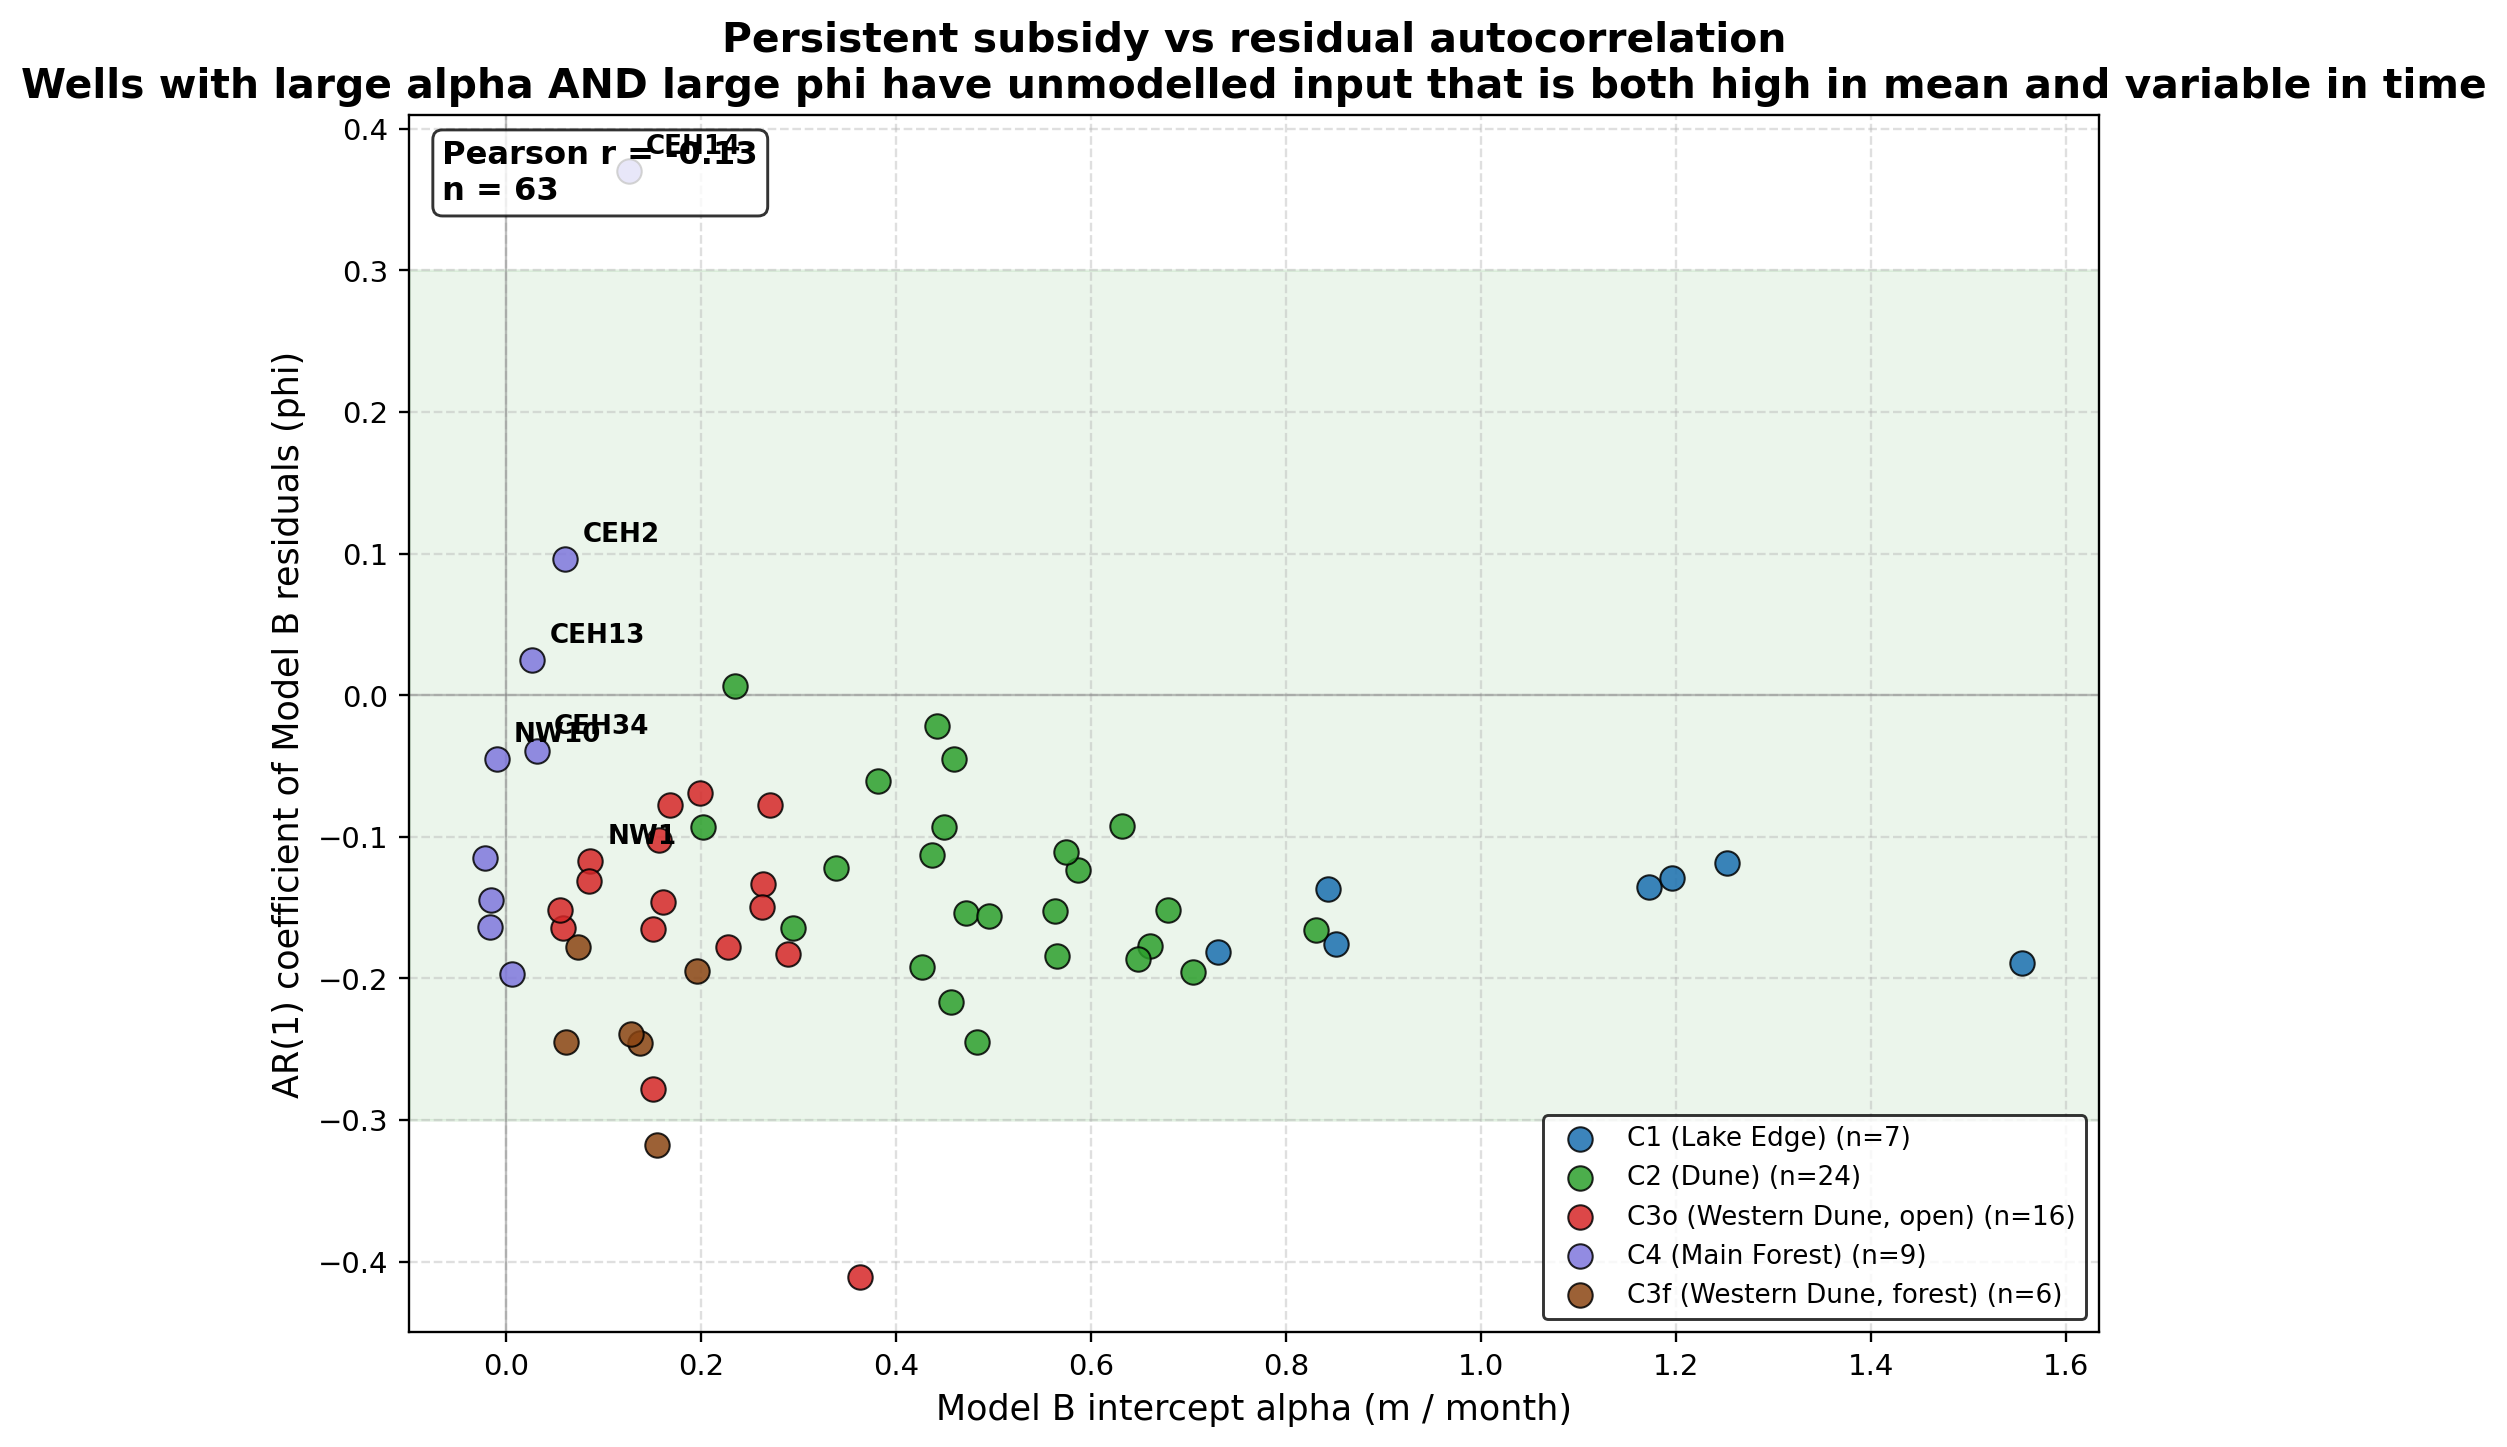 Persistent subsidy vs residual autocorrelation
Wells with large alpha AND large phi have unmodelled input that is both high in mean and variable in time
Pearson r = -0.13
n = 63
CEH14
CEH2
CEH13
CEH34
NW10
NW1
0.4
0.3
0.2
0.1
0.0
−0.1
−0.2
−0.3
−0.4
AR(1) coefficient of Model B residuals (phi)
C1 (Lake Edge) (n=7)
C2 (Dune) (n=24)
C3o (Western Dune, open) (n=16)
C4 (Main Forest) (n=9)
C3f (Western Dune, forest) (n=6)
0.0 0.2 0.4 0.6 0.8 1.0 1.2 1.4 1.6
Model B intercept alpha (m / month)